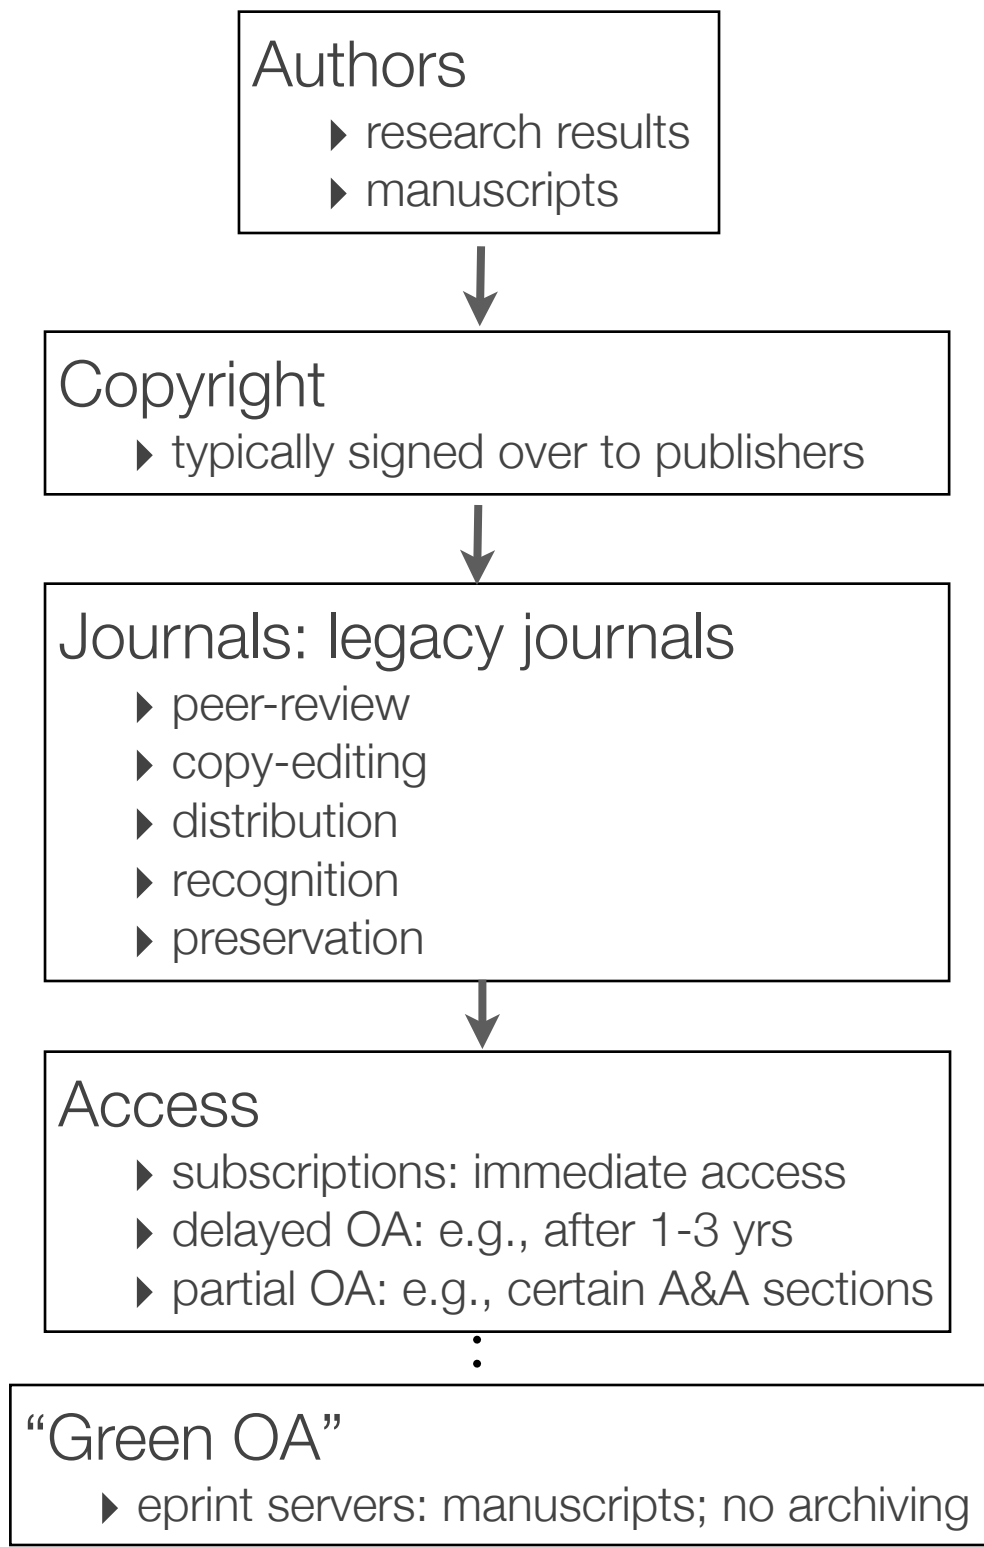 Authors
▸ research results
▸ manuscripts
Copyright
▸ typically signed over to publishers
Journals: legacy journals
▸ peer-review
▸ copy-editing
▸ distribution
▸ recognition
▸ preservation
Access
▸ subscriptions: immediate access
▸ delayed OA: e.g., after 1-3 yrs
▸ partial OA: e.g., certain A&A sections
“Green OA”
▸ eprint servers: manuscripts; no archiving